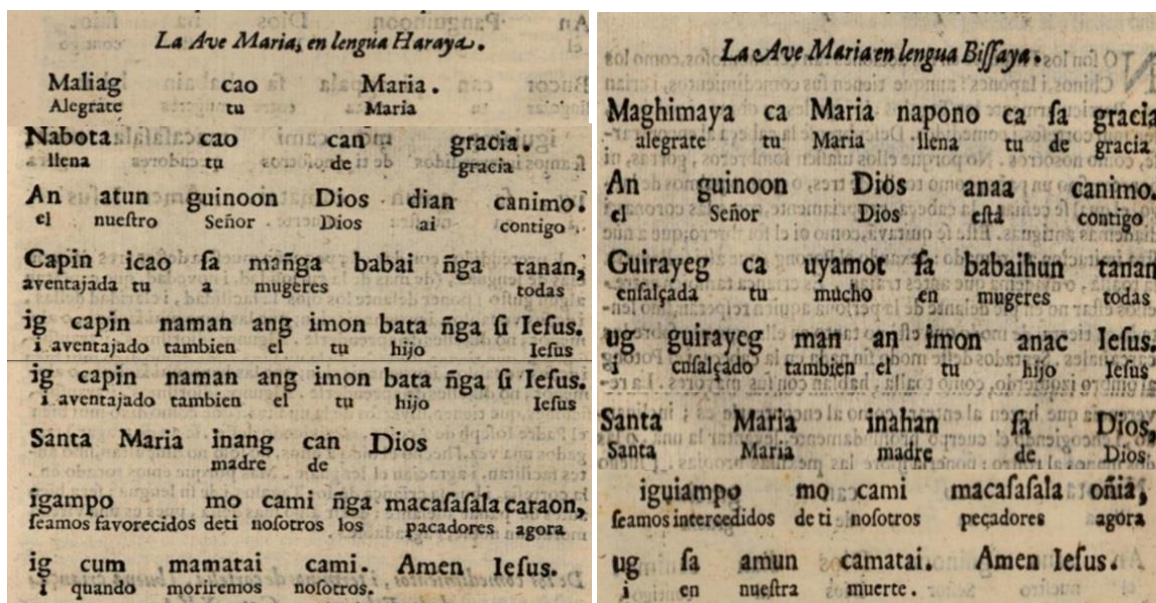 La Ave Maria, en lengua Haraya.
Maliag cao Maria.
Alegrate tu Maria
Nabota cao can gracia.
llena tu de gracia
An atun guinoon Dios dian canimo.
el nueſtro Señor Dios ai contigo
Capin icao ſa mañga babai ñga tanan,
aventajada tu a mugeres todas
ig capin naman ang imon bata ñga ſi Ieſus.
i aventajado tambien el tu hijo Ieſus
ig capin naman ang imon bata ñga ſi Ieſus.
i aventajado tambien el tu hijo Ieſus
Santa Maria inang can Dios
madre de
igampo mo cami ñga macaſaſala caraon,
ſeamos favorecidos deti noſotros los pacadores agora
ig cum mamatai cami. Amen Ieſus.
i quando moriremos noſotros.
La Ave Maria en lengua Biſſaya.
Maghimaya ca Maria napono ca ſa gracia
alegrate tu Maria llena tu de gracia
An guinoon Dios anaa canimo.
el Señor Dios eſtá contigo
Guirayeg ca uyamot ſa babaihun tanan
enſalçada tu mucho en mugeres todas
ug guirayeg man an imon anac Ieſus.
i enſalçado tambien el tu hijo Ieſus
Santa Maria inahan ſa Dios,
Santa Maria madre de Dios
iguiampo mo cami macaſaſala oñia,
ſeamos intercedidos de ti noſotros peçadores agora
ug ſa amun camatai. Amen Ieſus.
i en nueſtra muerte.